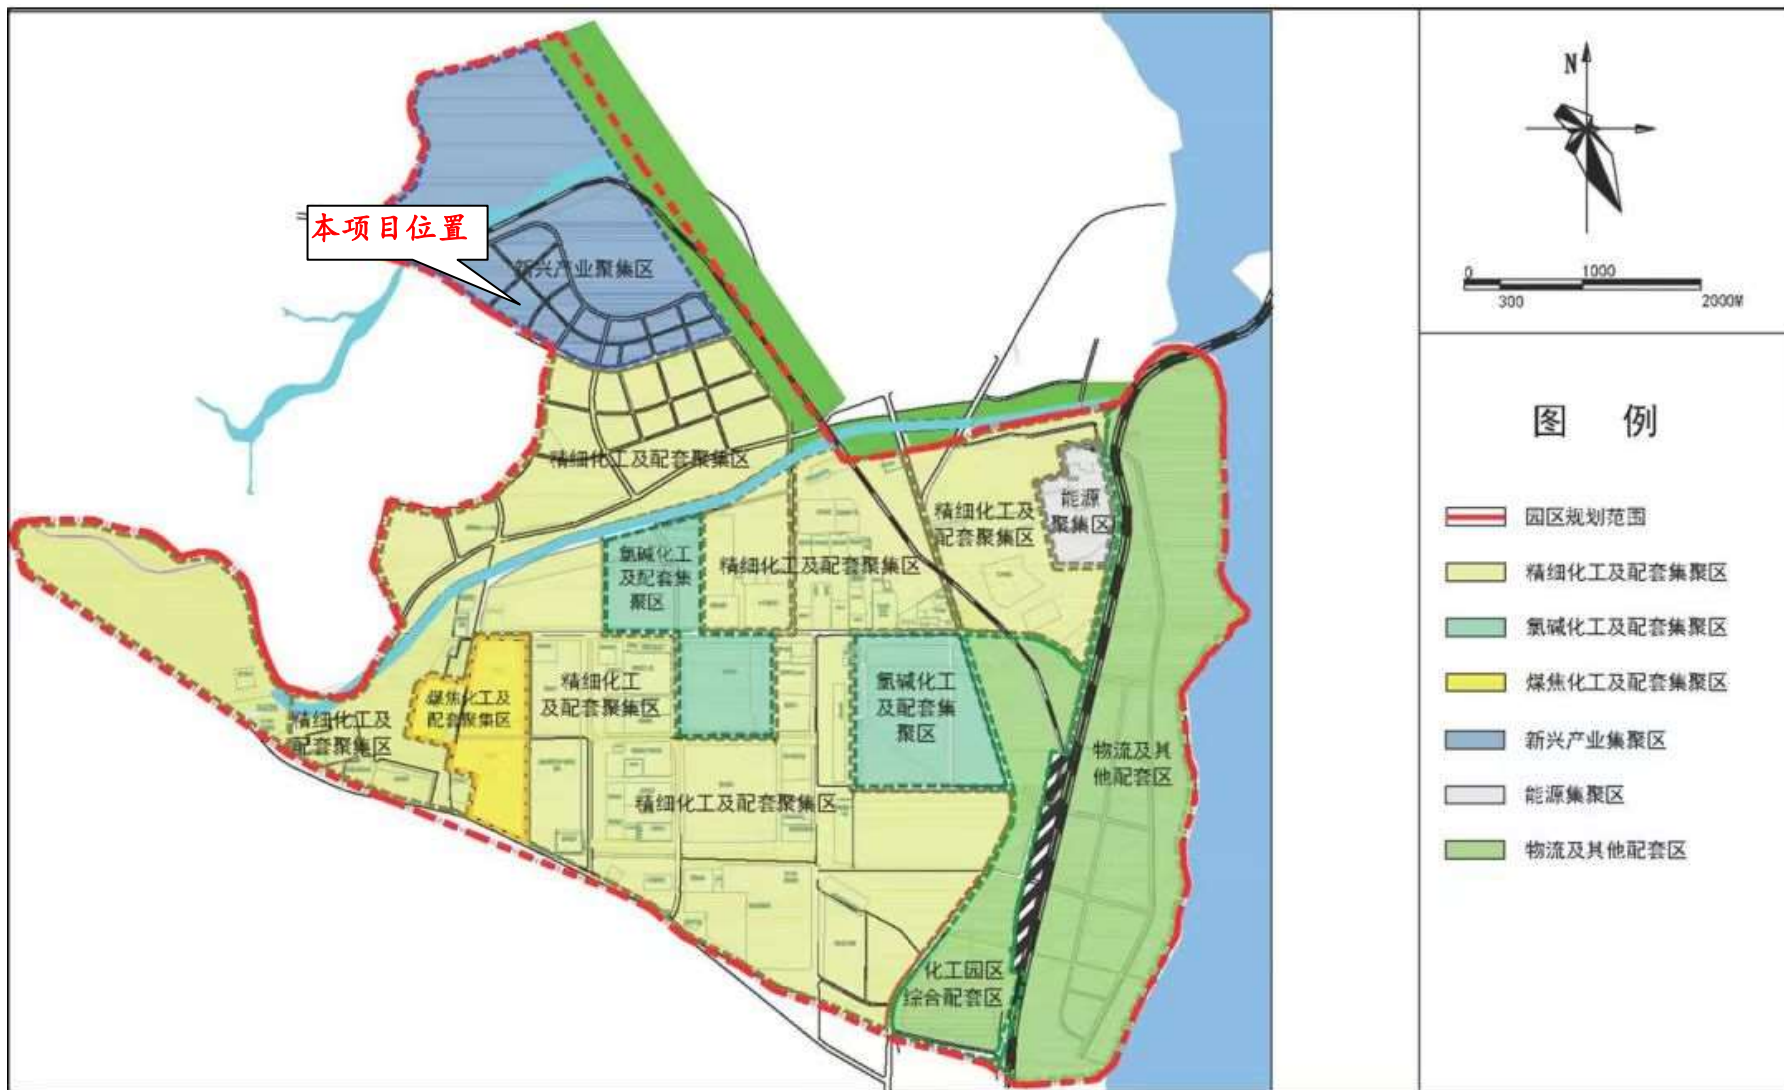 N
0 1000
300 2000M
本项目位置
新兴产业聚集区
精细化工及配套聚集区
能源
聚集区
精细化工及
配套聚集区
氯碱化工
及配套集
聚区
精细化工及配套聚集区
精细化工
及配套聚集区
氯碱化工
及配套集
聚区
煤焦化工及
配套聚集区
精细化工及
配套聚集区
物流及其
他配套区
精细化工及配套聚集区
化工园区
综合配套区
图 例
园区规划范围
精细化工及配套集聚区
氯碱化工及配套集聚区
煤焦化工及配套集聚区
新兴产业集聚区
能源集聚区
物流及其他配套区